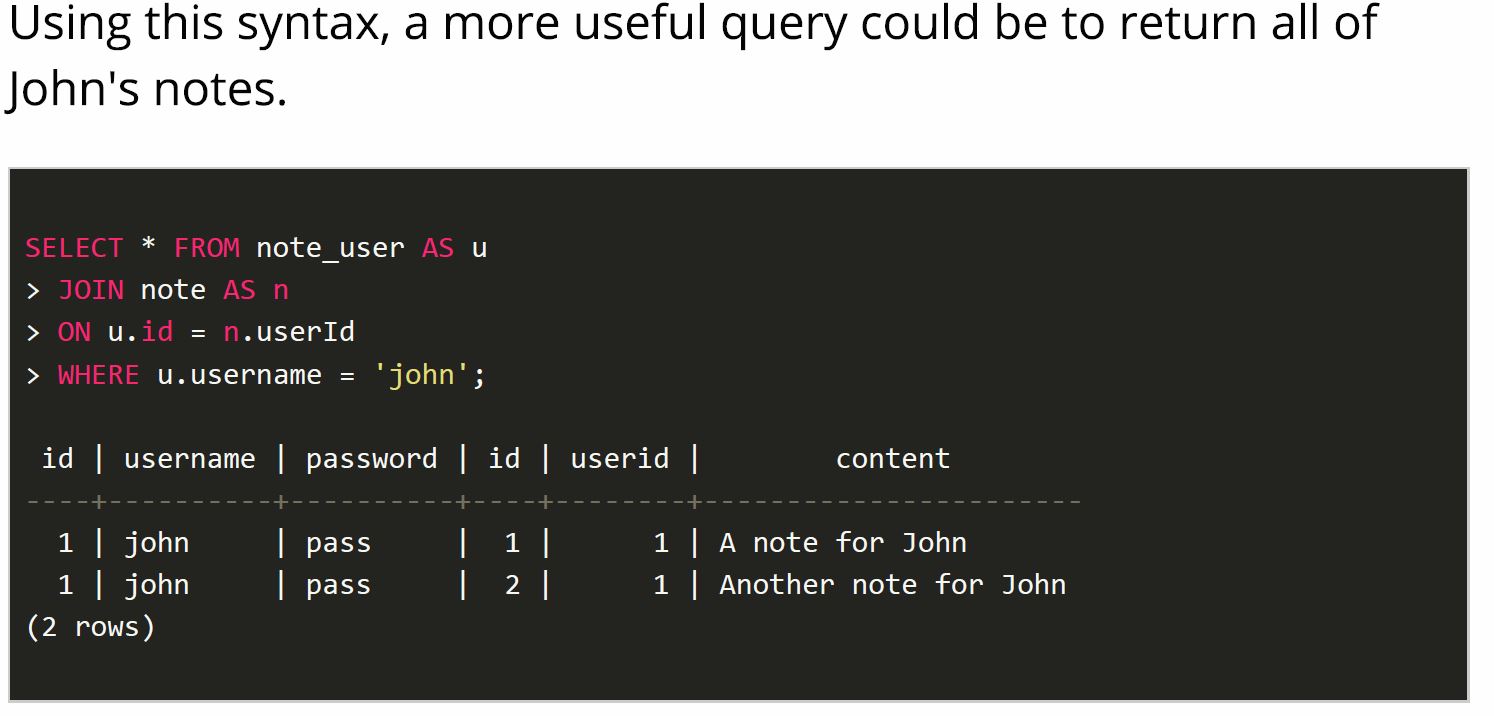 Using this syntax, a more useful query could be to return all of
John's notes.
SELECT * FROM note_user AS u
> JOIN note AS n
> ON u.id = n.userId
> WHERE u.username = 'john';
 id | username | password | id | userid |        content
----+----------+----------+----+--------+-----------------------
  1 | john     | pass     |  1 |      1 | A note for John
  1 | john     | pass     |  2 |      1 | Another note for John
(2 rows)